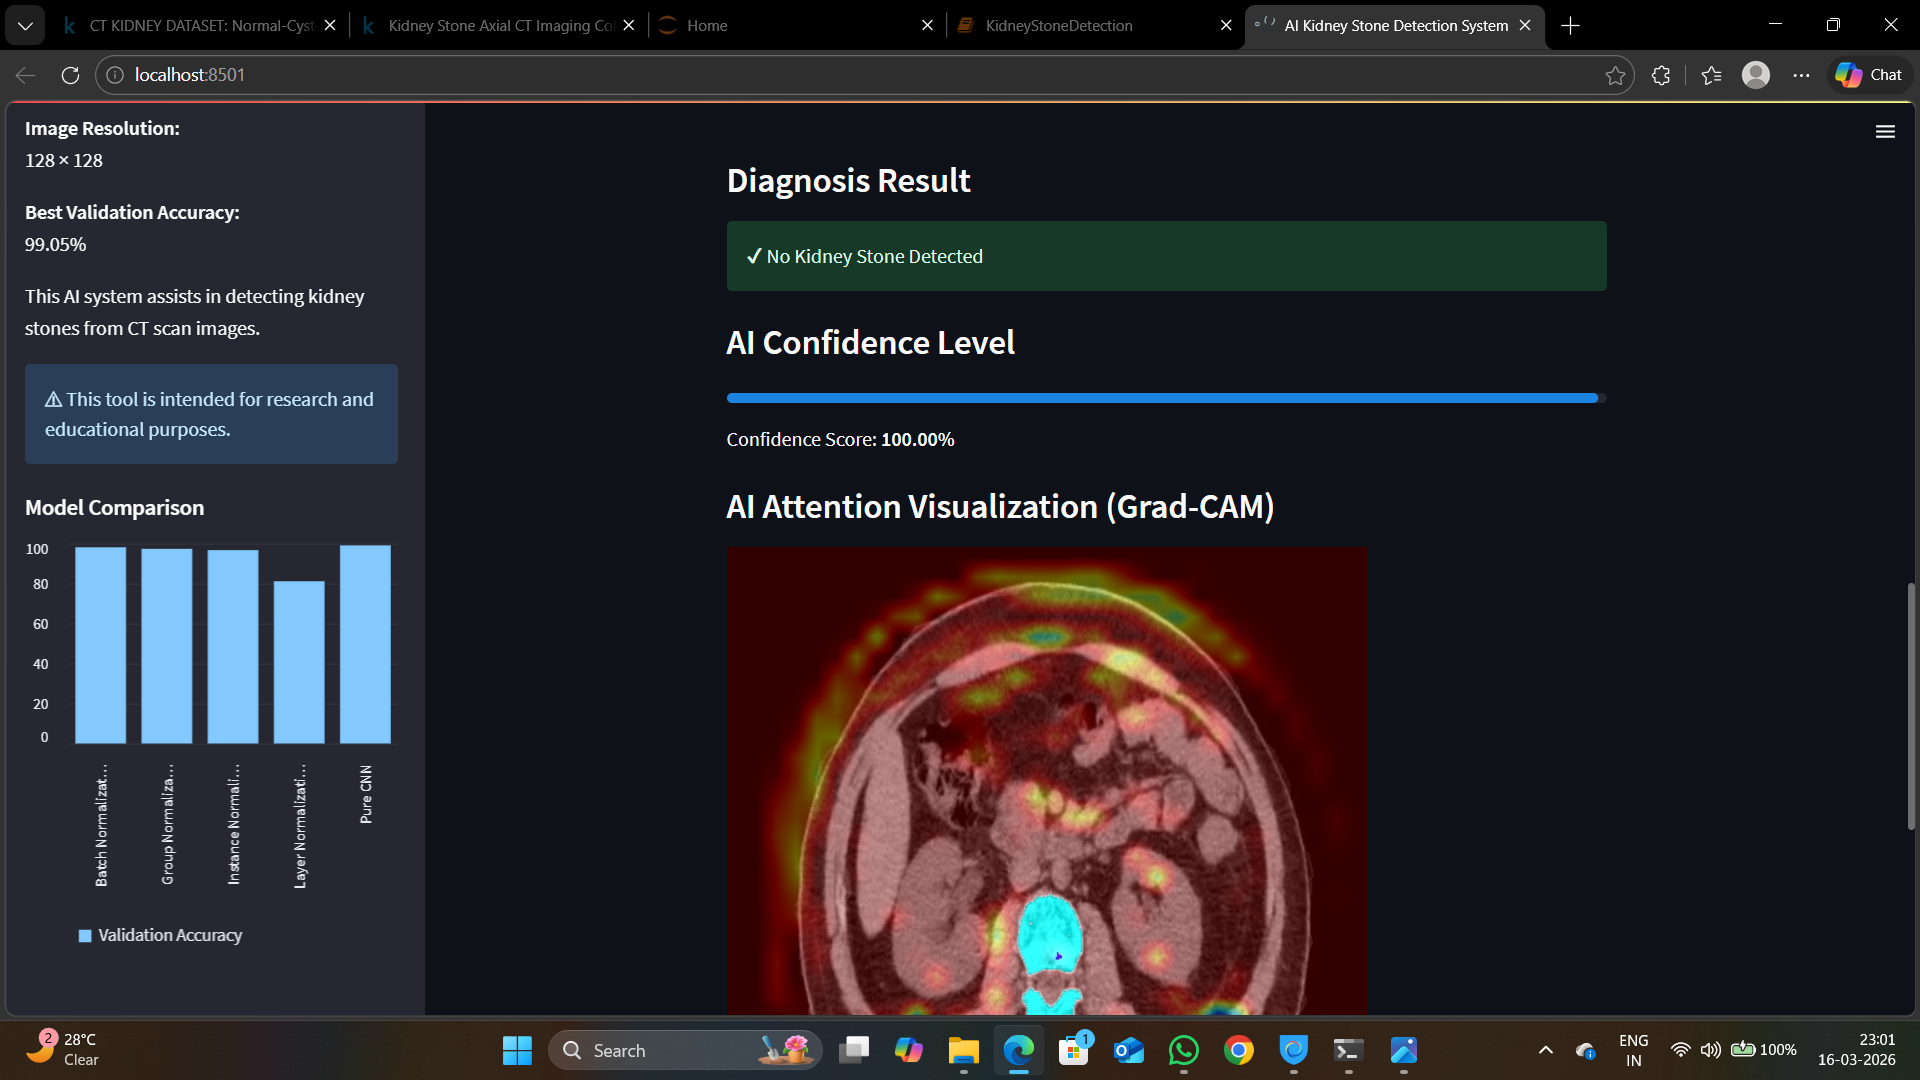 CT KIDNEY DATASET: Normal-Cyst
Kidney Stone Axial CT Imaging Co
Home
KidneyStoneDetection
AI Kidney Stone Detection System
localhost:8501
Chat
Image Resolution:
128 × 128
Best Validation Accuracy:
99.05%
This AI system assists in detecting kidney
stones from CT scan images.
⚠ This tool is intended for research and
educational purposes.
Model Comparison
100
80
60
40
20
0
Batch Normalizat...
Group Normaliza...
Instance Normali...
Layer Normalizati...
Pure CNN
Validation Accuracy
Diagnosis Result
✓ No Kidney Stone Detected
AI Confidence Level
Confidence Score: 100.00%
AI Attention Visualization (Grad-CAM)
2
28°C
Clear
Search
1
ENG
IN
100%
23:01
16-03-2026